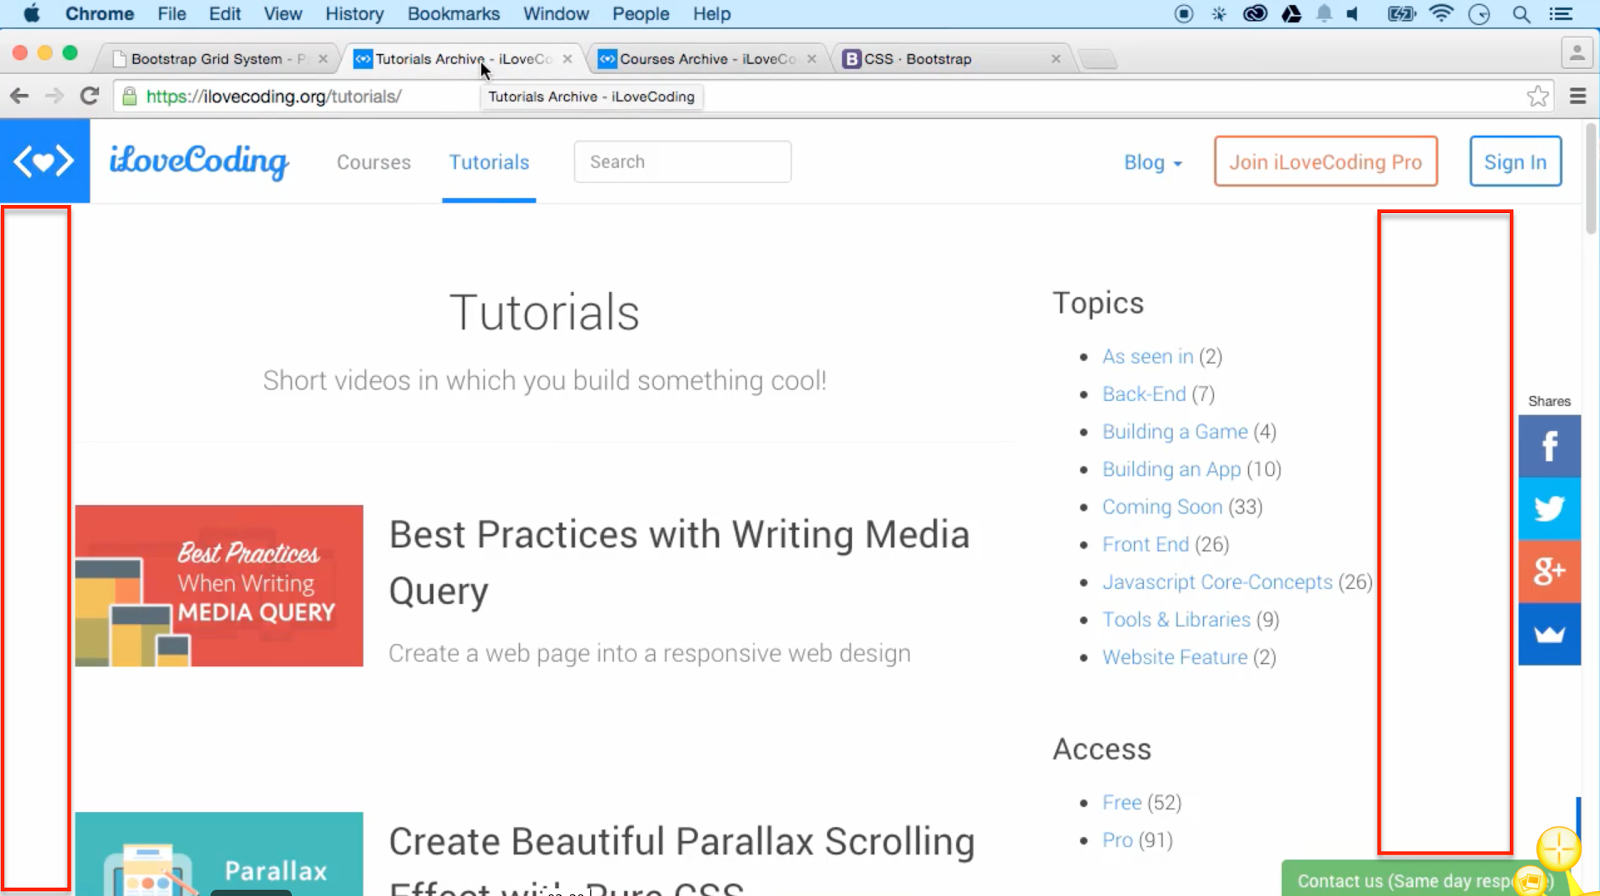 Chrome File Edit View History Bookmarks Window People Help
Bootstrap Grid System - P
Tutorials Archive - iLoveCo
Courses Archive - iLoveCo
CSS · Bootstrap
https://ilovecoding.org/tutorials/
Tutorials Archive - iLoveCoding
iLoveCoding
Courses
Tutorials
Search
Blog
Join iLoveCoding Pro
Sign In
Tutorials
Short videos in which you build something cool!
Best Practices
When Writing
MEDIA QUERY
Best Practices with Writing Media
Query
Create a web page into a responsive web design
Parallax
Create Beautiful Parallax Scrolling
Effect with Pure CSS
Topics
As seen in (2)
Back-End (7)
Building a Game (4)
Building an App (10)
Coming Soon (33)
Front End (26)
Javascript Core-Concepts (26)
Tools & Libraries (9)
Website Feature (2)
Access
Free (52)
Pro (91)
Shares
f
g+
Contact us (Same day resp